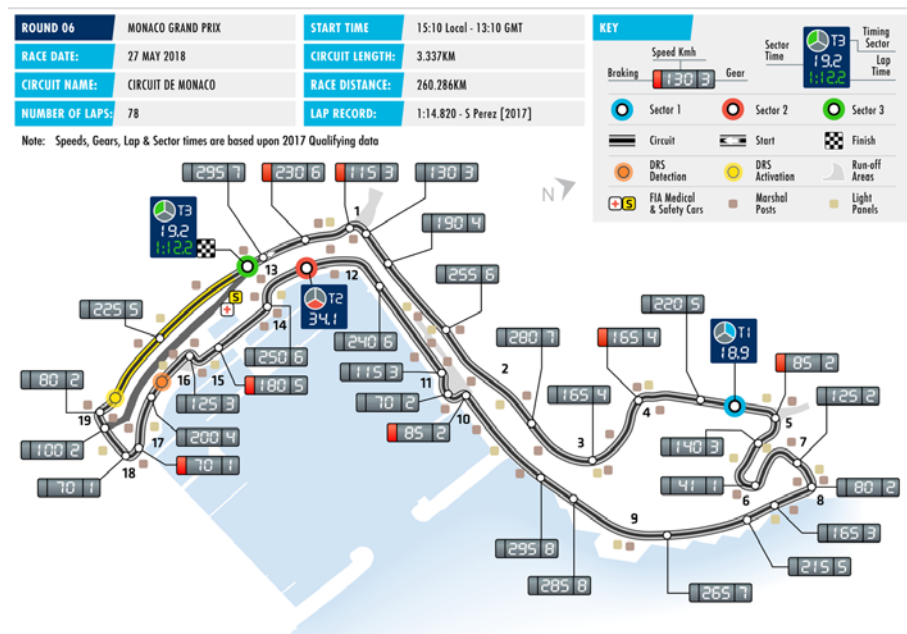 ROUND 06 MONACO GRAND PRIX START TIME 15:10 Local - 13:10 GMT
RACE DATE: 27 MAY 2018 CIRCUIT LENGTH: 3.337KM
CIRCUIT NAME: CIRCUIT DE MONACO RACE DISTANCE: 260.286KM
NUMBER OF LAPS: 78 LAP RECORD: 1:14.820 - S Perez [2017]
Note: Speeds, Gears, Lap & Sector times are based upon 2017 Qualifying data
KEY
Speed Kmh
Braking 130 3 Gear
Sector Time
T3
19.2
1:12.2
Timing Sector
Lap Time
Sector 1 Sector 2 Sector 3
Circuit Start Finish
DRS Detection
DRS Activation
Run-off Areas
FIA Medical & Safety Cars
Marshal Posts
Light Panels
S
N
295 7
230 6
115 3
130 3
1
190 4
T3
19.2
1:12.2
13
12
255 6
T2
34.1
S
225 5
14
250 6
240 6
280 7
2
220 5
165 4
T1
18.9
85 2
80 2
16
15
180 5
125 3
115 3
11
70 2
10
85 2
165 4
3
4
5
125 2
19
100 2
17
200 4
18
70 1
70 1
140 3
7
41 1
6
8
80 2
9
165 3
295 8
215 5
285 8
265 7